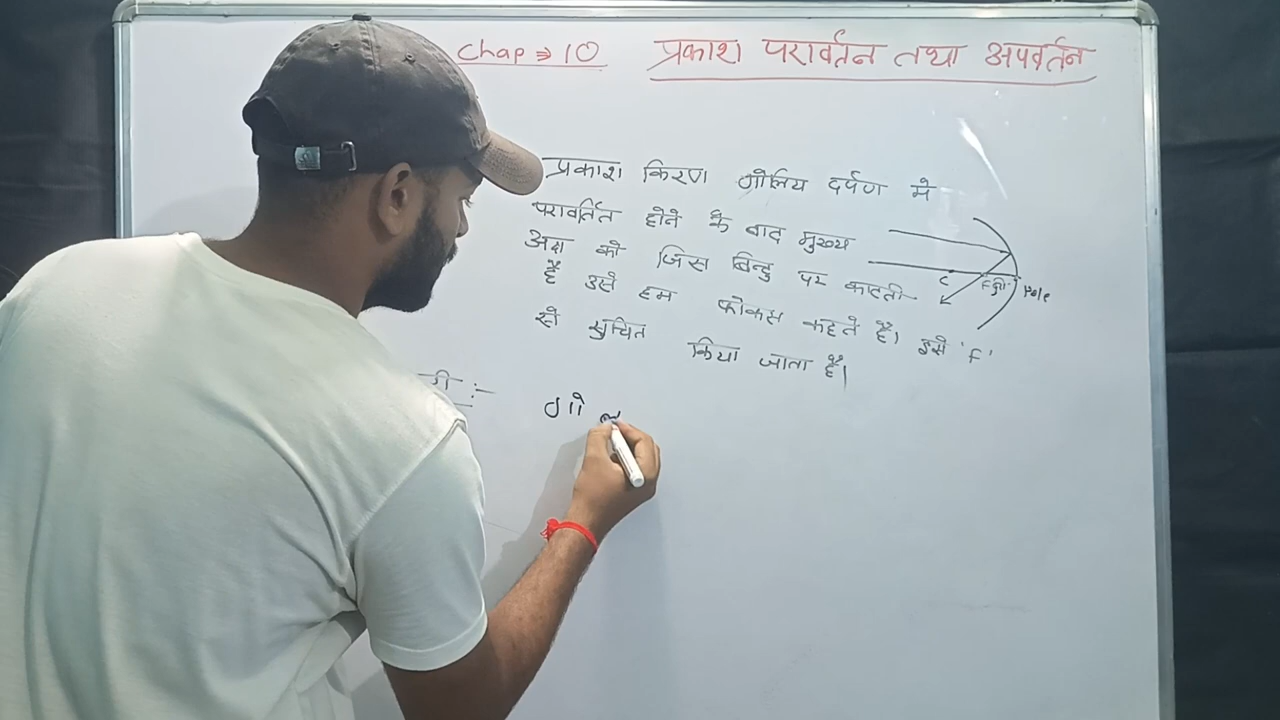 Chap ⇒ 10 प्रकाश परावर्तन तथा अपवर्तन
प्रकाश किरण गोलिय दर्पण मे
परावर्तित होने के बाद मुख्य
अक्ष को जिस बिन्दु पर काटती
है उसे हम फोकस कहते है। इसे 'F'
से सुचित किया जाता है।
C
F
Pole
री :-
गो